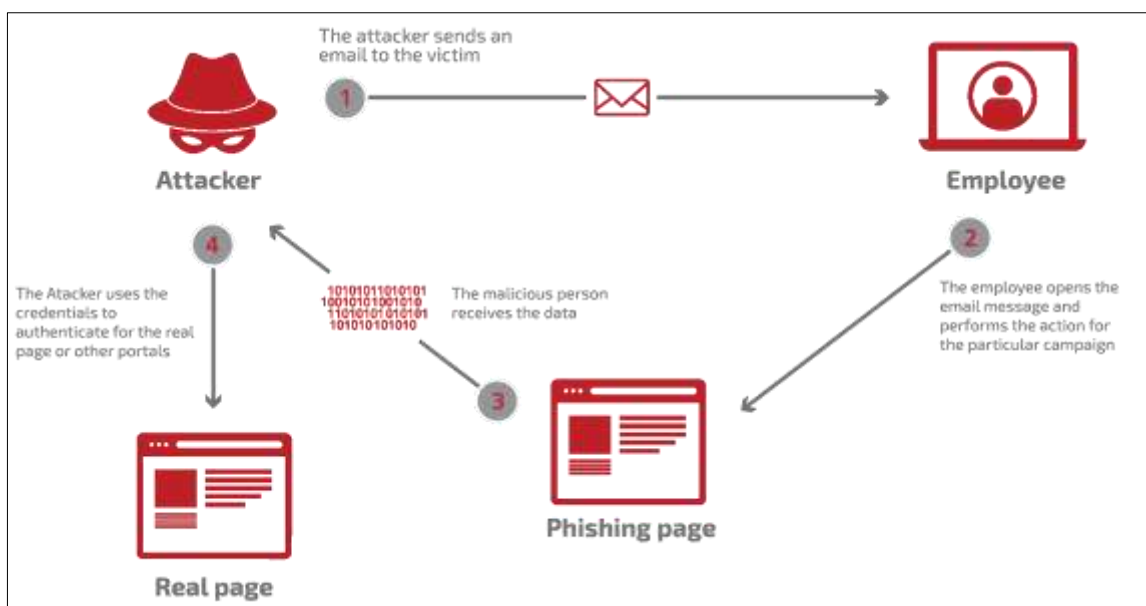 The attacker sends an
email to the victim
1
Attacker
Employee
4
2
The Atacker uses the
credentials to
authenticate for the real
page or other portals
10101011010101
10010101001010
11010101010101
101010101010
The malicious person
receives the data
The employee opens the
email message and
performs the action for
the particular campaign
3
Phishing page
Real page